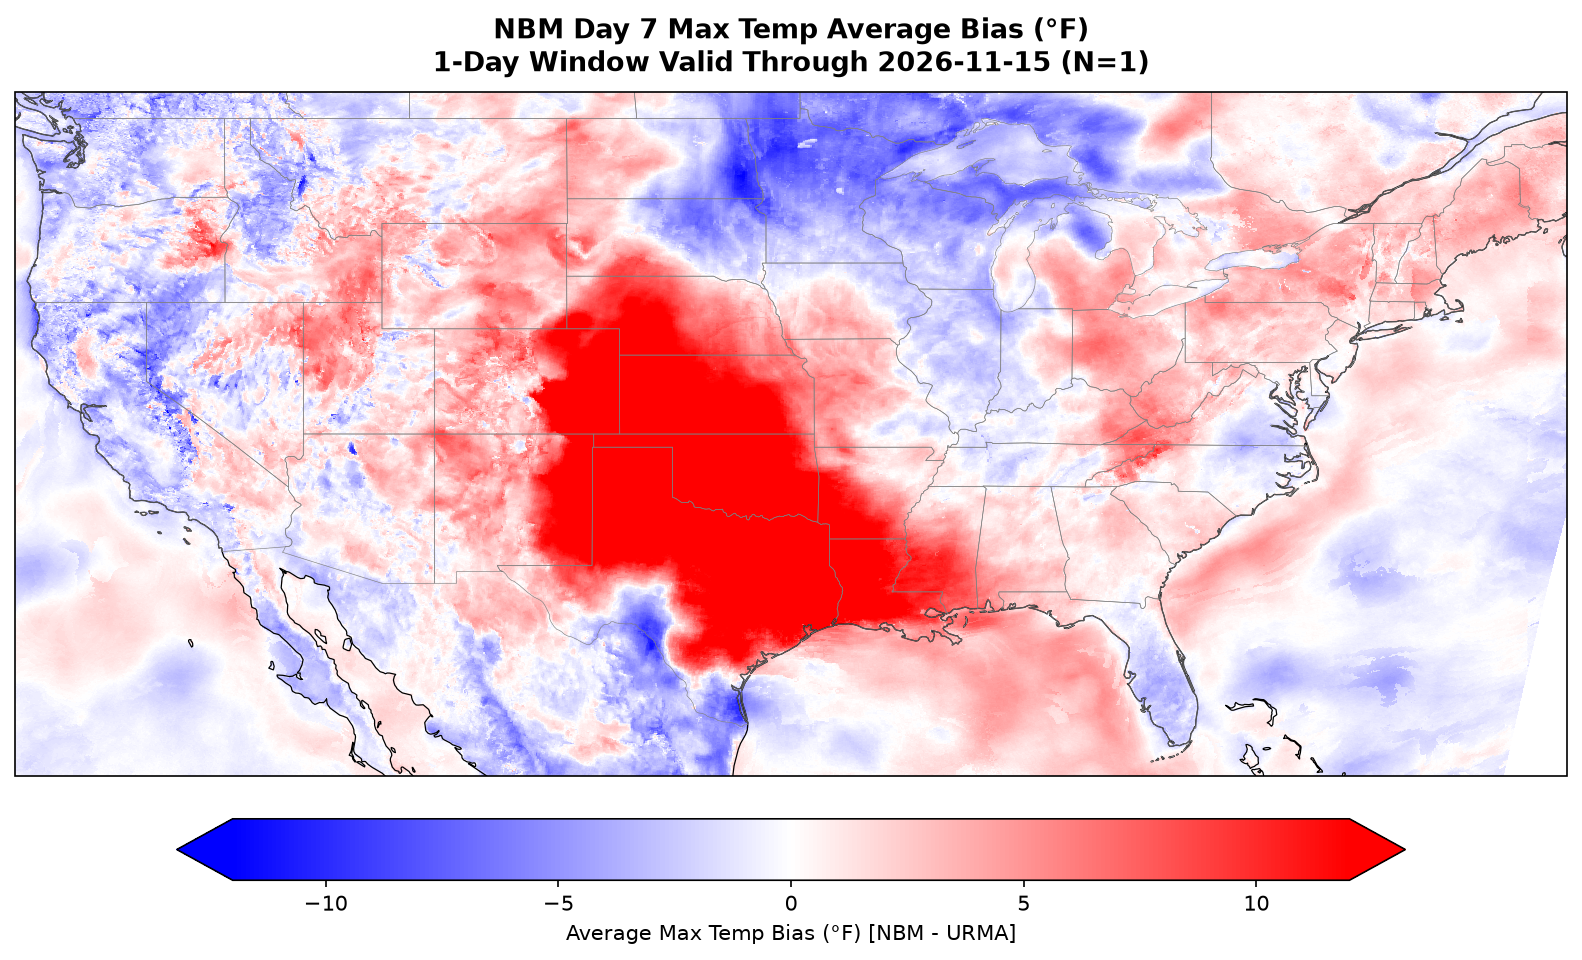 NBM Day 7 Max Temp Average Bias (°F)
1-Day Window Valid Through 2026-11-15 (N=1)
−10 −5 0 5 10
Average Max Temp Bias (°F) [NBM - URMA]